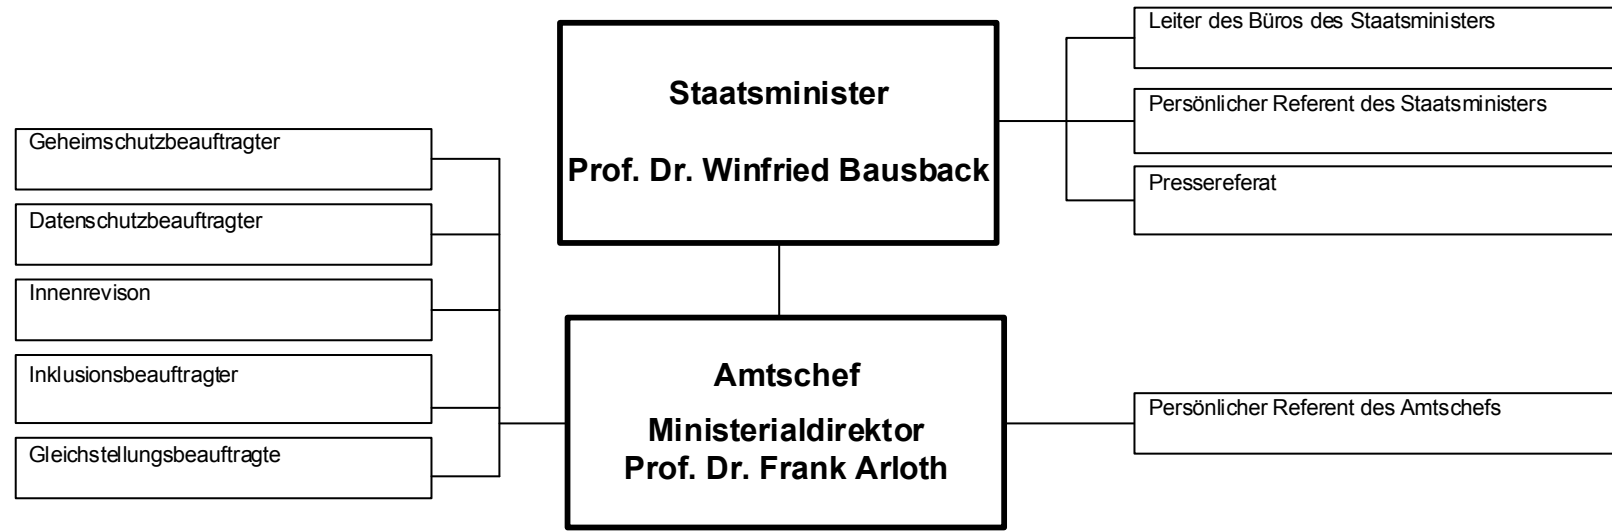 Leiter des Büros des Staatsministers
Staatsminister
Persönlicher Referent des Staatsministers
Prof. Dr. Winfried Bausback
Pressereferat
Geheimschutzbeauftragter
Datenschutzbeauftragter
Innenrevison
Inklusionsbeauftragter
Gleichstellungsbeauftragte
Amtschef
Ministerialdirektor
Prof. Dr. Frank Arloth
Persönlicher Referent des Amtschefs